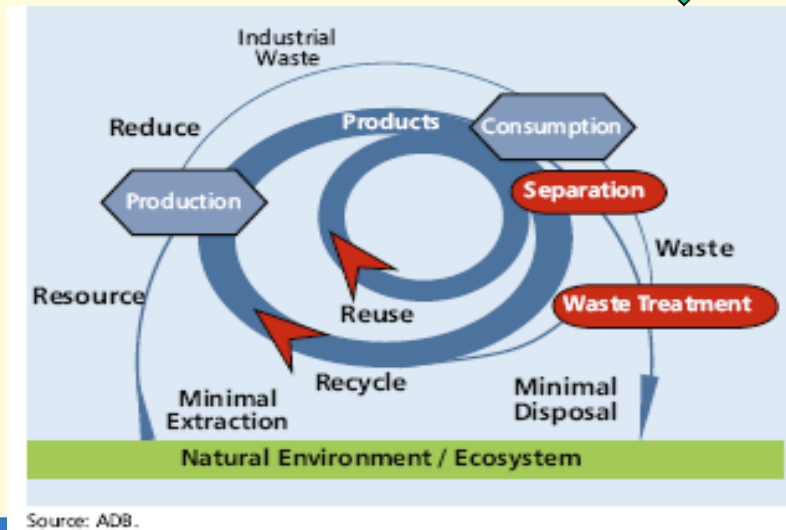 Industrial
Waste
Reduce
Products
Consumption
Production
Separation
Waste
Resource
Waste Treatment
Reuse
Recycle
Minimal
Extraction
Minimal
Disposal
Natural Environment / Ecosystem
Source: ADB.